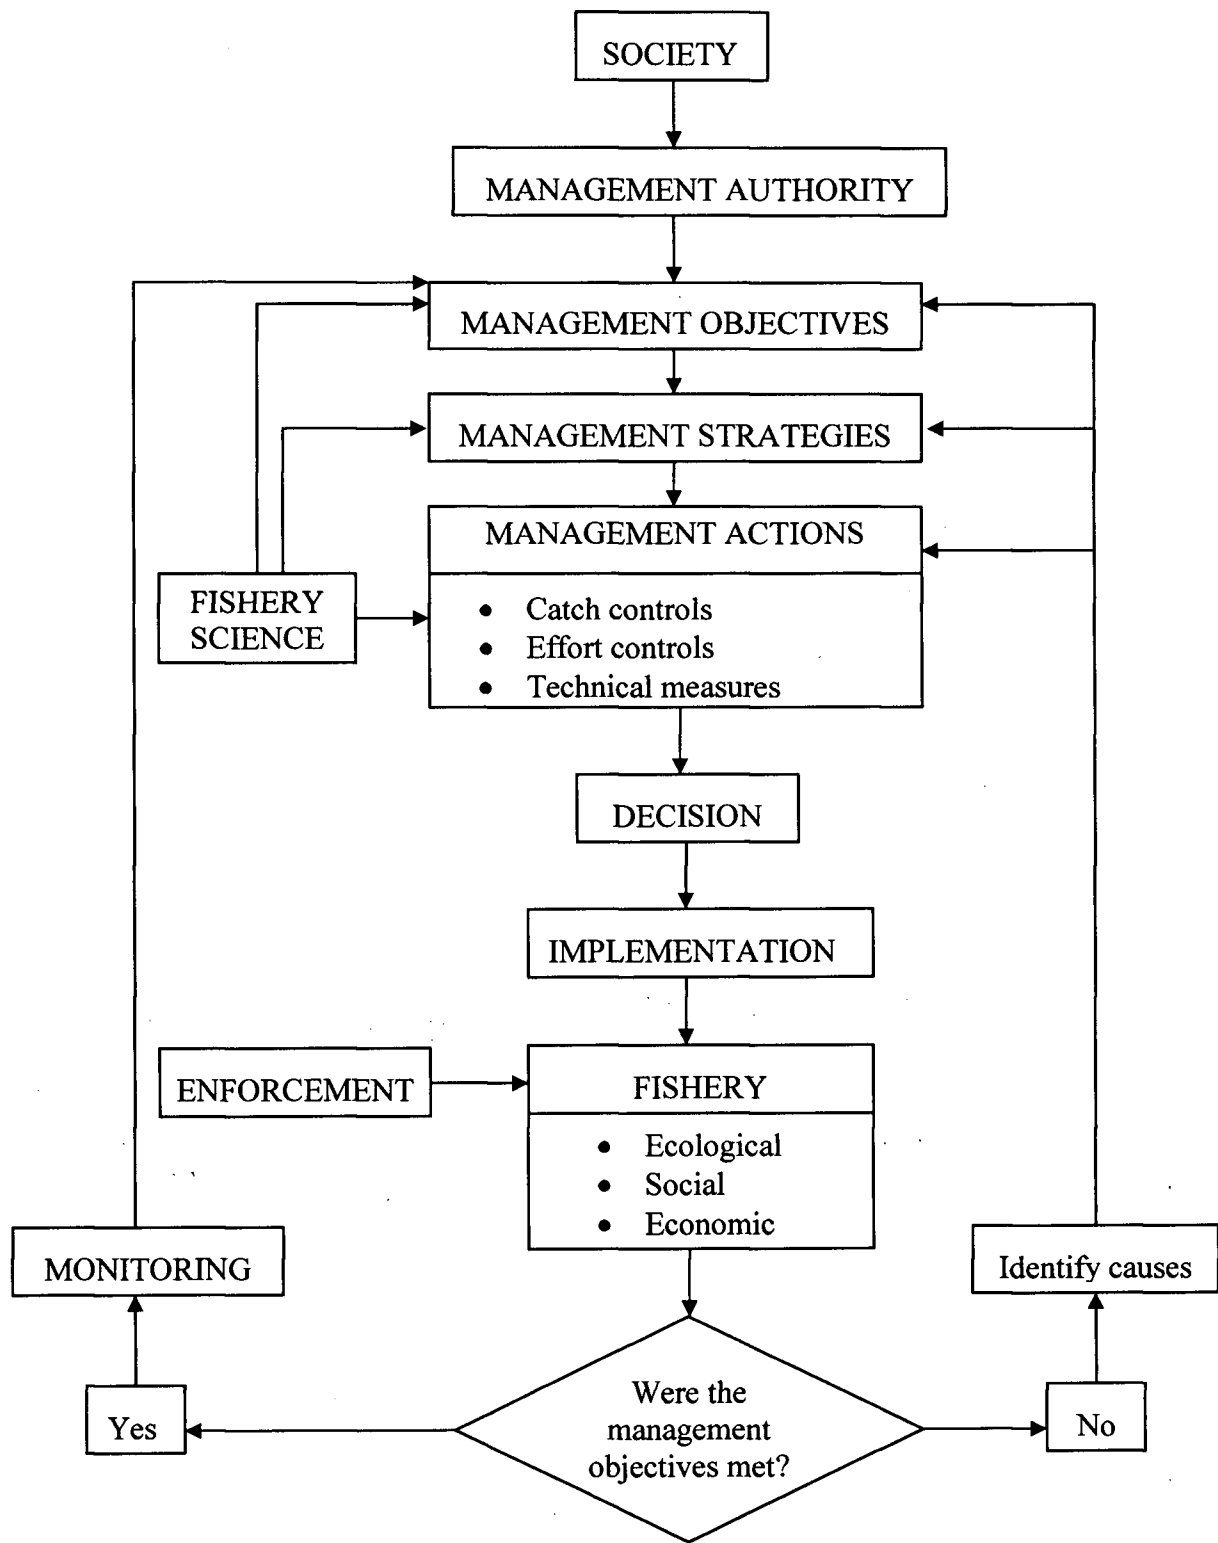 SOCIETY
MANAGEMENT AUTHORITY
MANAGEMENT OBJECTIVES
MANAGEMENT STRATEGIES
MANAGEMENT ACTIONS
• Catch controls
• Effort controls
• Technical measures
FISHERY
SCIENCE
DECISION
IMPLEMENTATION
ENFORCEMENT
FISHERY
• Ecological
• Social
• Economic
MONITORING
Identify causes
Yes
Were the
management
objectives met?
No